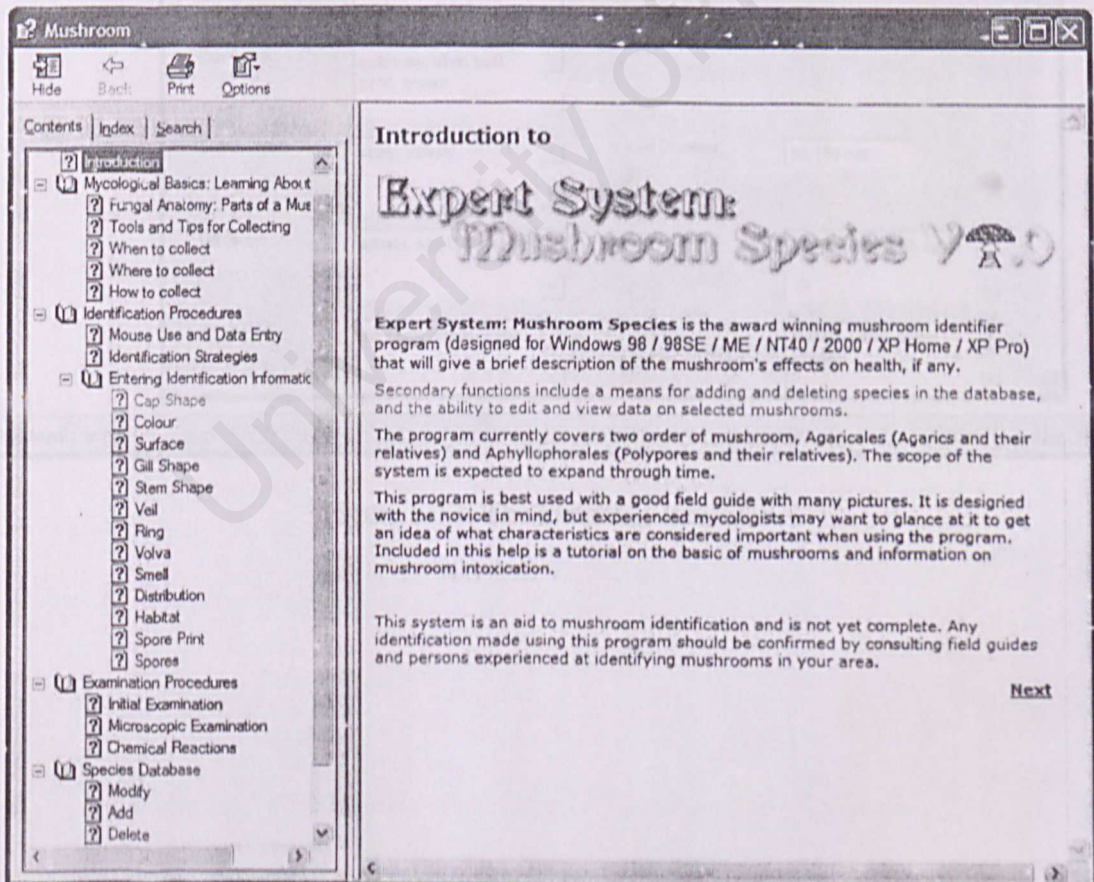 Mushroom
Hide Back Print Options
Contents Index Search
Introduction
Mycological Basics: Learning About
Fungal Anatomy: Parts of a Mus
Tools and Tips for Collecting
When to collect
Where to collect
How to collect
Identification Procedures
Mouse Use and Data Entry
Identification Strategies
Entering Identification Informatic
Cap Shape
Colour
Surface
Gill Shape
Stem Shape
Veil
Ring
Volva
Smell
Distribution
Habitat
Spore Print
Spores
Examination Procedures
Initial Examination
Microscopic Examination
Chemical Reactions
Species Database
Modify
Add
Delete
Introduction to
Expert System:
Mushroom Species V .0
Expert System: Mushroom Species is the award winning mushroom identifier
program (designed for Windows 98 / 98SE / ME / NT40 / 2000 / XP Home / XP Pro)
that will give a brief description of the mushroom's effects on health, if any.
Secondary functions include a means for adding and deleting species in the database,
and the ability to edit and view data on selected mushrooms.
The program currently covers two order of mushroom, Agaricales (Agarics and their
relatives) and Aphyllophorales (Polypores and their relatives). The scope of the
system is expected to expand through time.
This program is best used with a good field guide with many pictures. It is designed
with the novice in mind, but experienced mycologists may want to glance at it to get
an idea of what characteristics are considered important when using the program.
Included in this help is a tutorial on the basic of mushrooms and information on
mushroom intoxication.
This system is an aid to mushroom identification and is not yet complete. Any
identification made using this program should be confirmed by consulting field guides
and persons experienced at identifying mushrooms in your area.
Next
University of